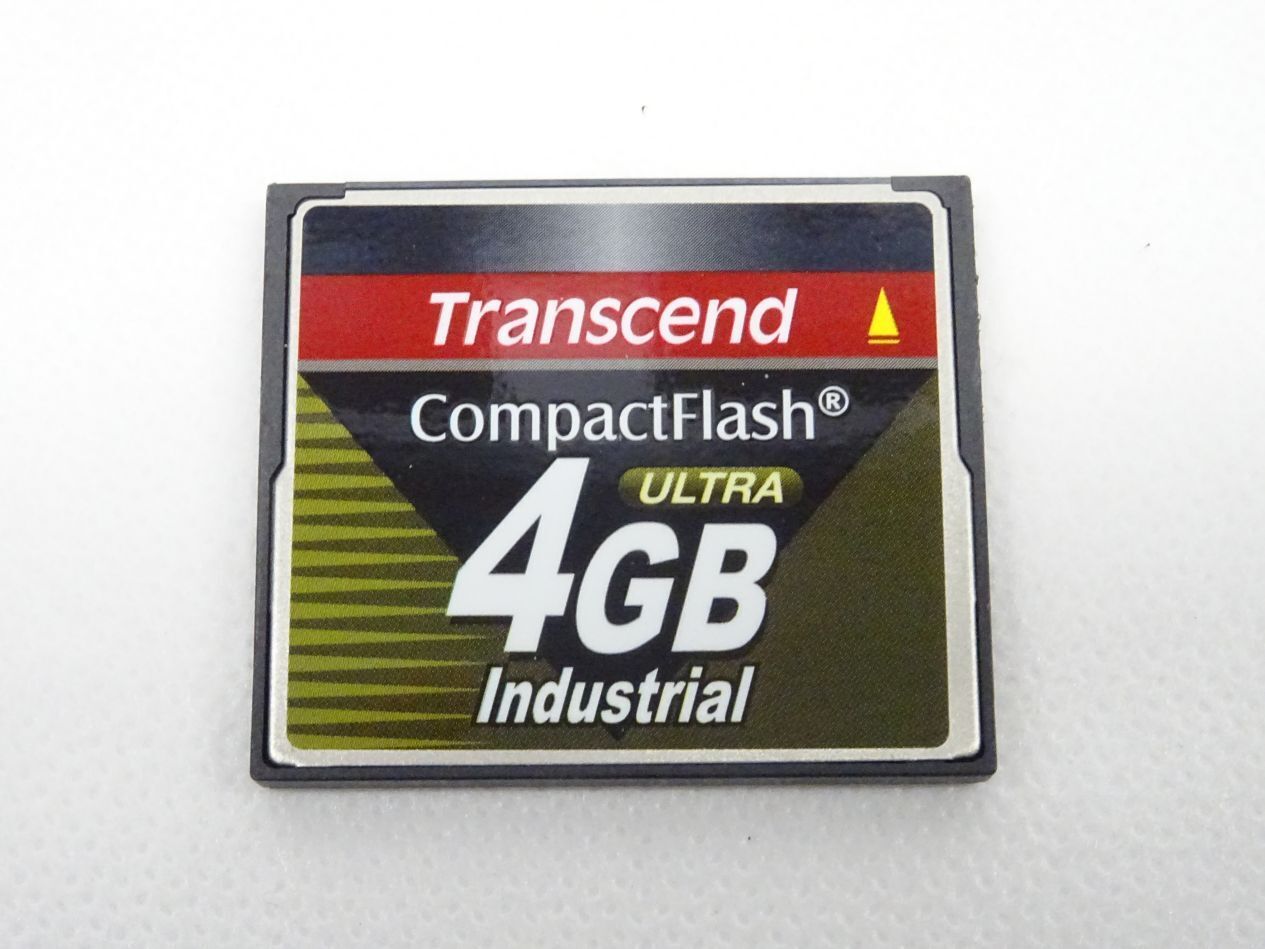 Transcend
CompactFlash®
ULTRA
4GB
Industrial